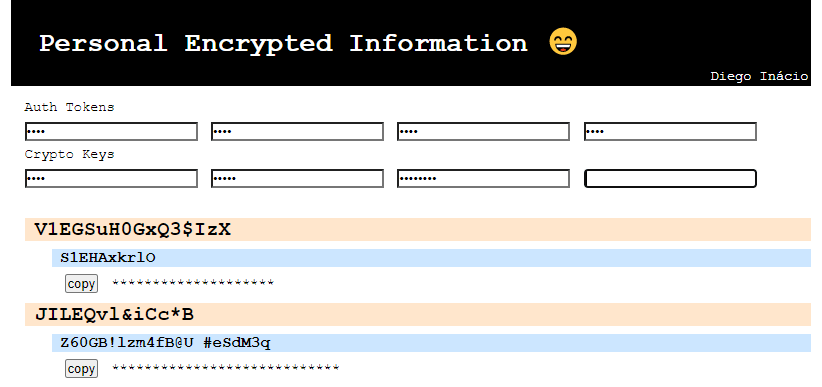 Personal Encrypted Information 😄
Diego Inácio
Auth Tokens
•••• •••• •••• ••••
Crypto Keys
•••• ••••• ••••••••
V1EGSuH0GxQ3$IzX
S1EHAxkrlO
copy ********************
JILEQvl&iCc*B
Z60GB!lzm4fB@U #eSdM3q
copy ****************************